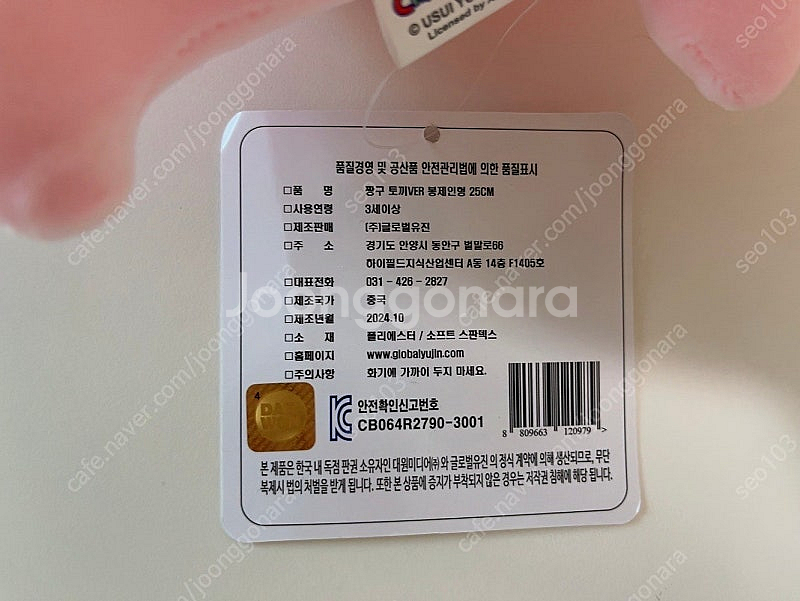 © USUI Y
Licensed by
품질경영 및 공산품 안전관리법에 의한 품질표시
□품 명 짱구 토끼VER 봉제인형 25CM
□사용연령 3세이상
□제조판매 (주)글로벌유진
□주 소 경기도 안양시 동안구 벌말로66
하이필드지식산업센터 A동 14층 F1405호
□대표전화 031 - 426 - 2827
□제조국가 중국
□제조년월 2024.10
□소 재 폴리에스터 / 소프트 스판덱스
□홈페이지 www.globalyujin.com
□주의사항 화기에 가까이 두지 마세요.
4
안전확인신고번호
CB064R2790-3001
8 809663 120979 >
본 제품은 한국 내 독점 판권 소유자인 대원미디어㈜ 와 글로벌유진 의 정식 계약에 의해 생산되므로, 무단
복제시 법의 처벌을 받게 됩니다. 또한 본 상품에 증지가 부착되지 않은 경우는 저작권 침해에 해당 됩니다.
Joonggonara
cafe.naver.com/joonggonara
seo103